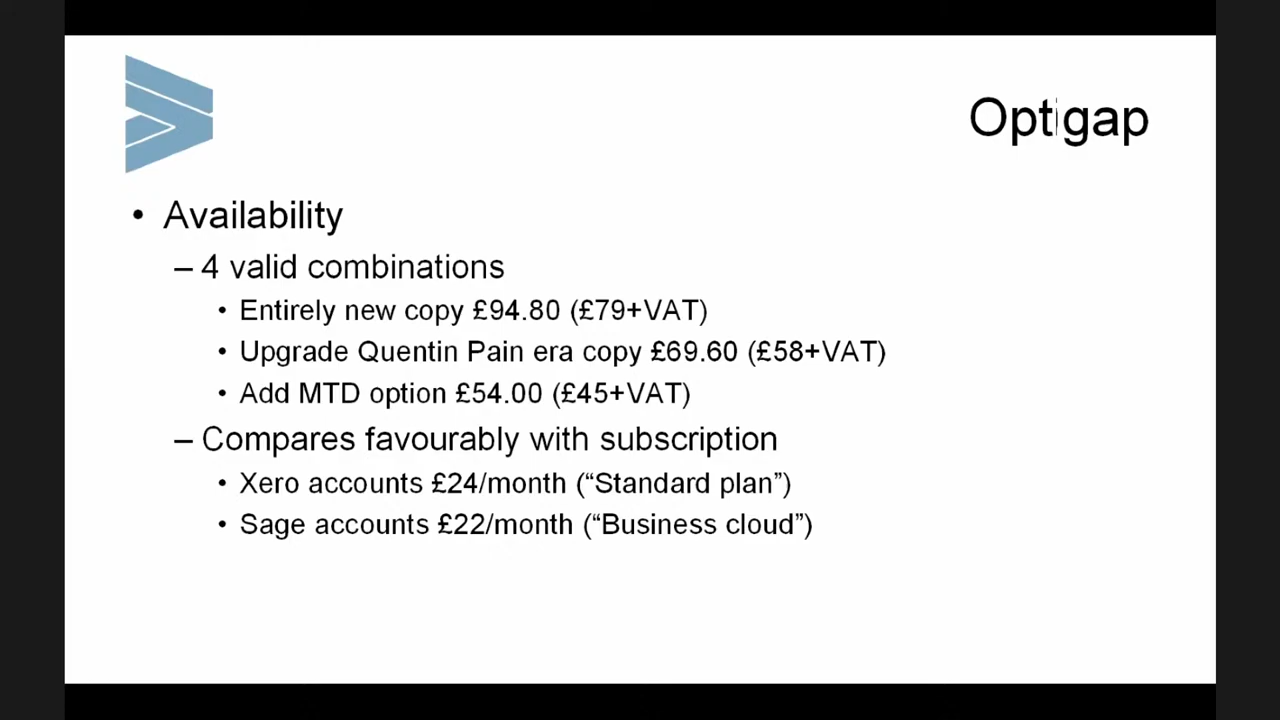 Optigap
• Availability
– 4 valid combinations
• Entirely new copy £94.80 (£79+VAT)
• Upgrade Quentin Pain era copy £69.60 (£58+VAT)
• Add MTD option £54.00 (£45+VAT)
– Compares favourably with subscription
• Xero accounts £24/month (“Standard plan”)
• Sage accounts £22/month (“Business cloud”)